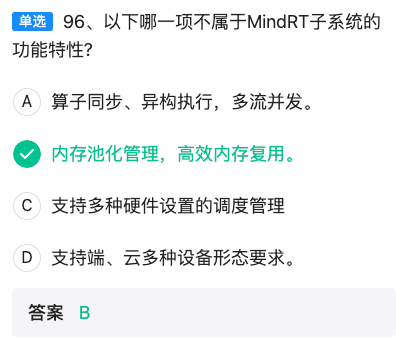 单选 96、以下哪一项不属于MindRT子系统的
功能特性?
A 算子同步、异构执行，多流并发。
内存池化管理，高效内存复用。
C 支持多种硬件设置的调度管理
D 支持端、云多种设备形态要求。
答案 B